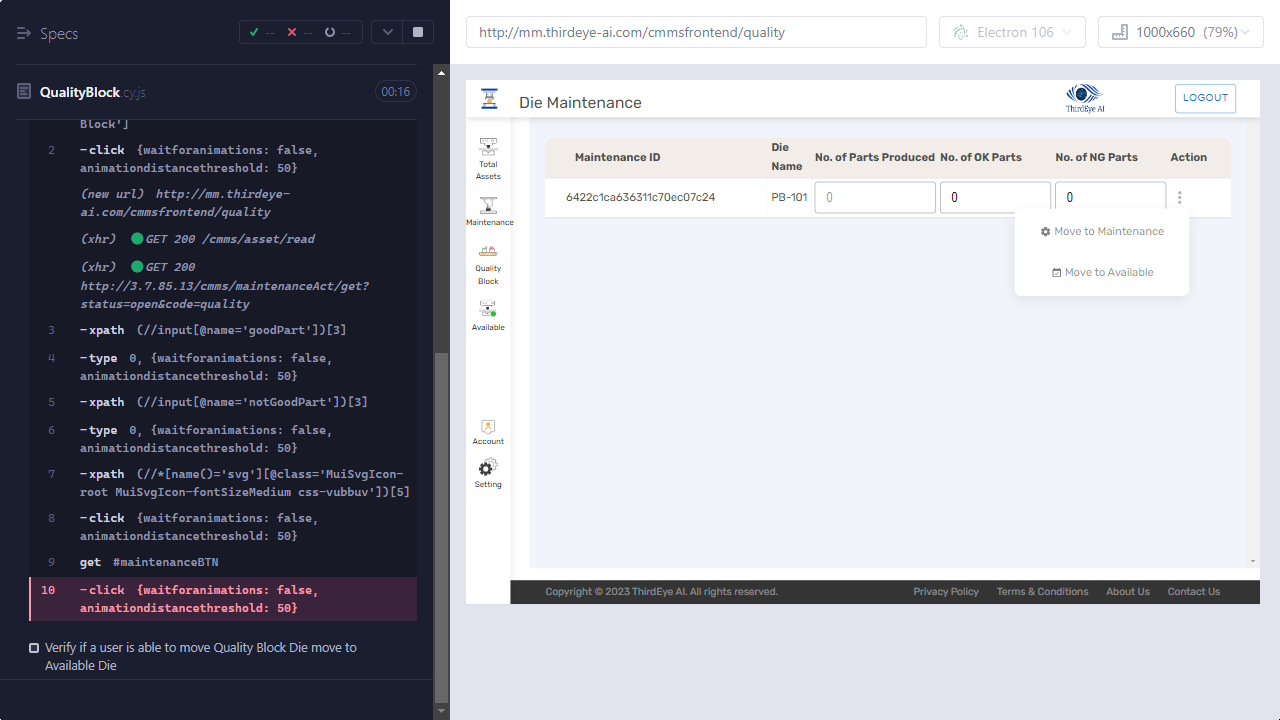 Specs
-- -- --
QualityBlock.cy.js
00:16
Block']
2 -click {waitforanimations: false,
animationdistancethreshold: 50}
(new url) http://mm.thirdeye-
ai.com/cmmsfrontend/quality
(xhr) GET 200 /cmms/asset/read
(xhr) GET 200
http://3.7.85.13/cmms/maintenanceAct/get?
status=open&code=quality
3 -xpath (//input[@name='goodPart'])[3]
4 -type 0, {waitforanimations: false,
animationdistancethreshold: 50}
5 -xpath (//input[@name='notGoodPart'])[3]
6 -type 0, {waitforanimations: false,
animationdistancethreshold: 50}
7 -xpath (//*[name()='svg'][@class='MuiSvgIcon-
root MuiSvgIcon-fontSizeMedium css-vubbuv'])[5]
8 -click {waitforanimations: false,
animationdistancethreshold: 50}
9 get #maintenanceBTN
10 -click {waitforanimations: false,
animationdistancethreshold: 50}
Verify if a user is able to move Quality Block Die move to
Available Die
http://mm.thirdeye-ai.com/cmmsfrontend/quality
Electron 106
1000x660 (79%)
Die Maintenance
ThirdEye AI
LOGOUT
Total
Assets
Maintenance
Quality
Block
Available
Account
Setting
Maintenance ID
Die
Name
No. of Parts Produced
No. of OK Parts
No. of NG Parts
Action
6422c1ca636311c70ec07c24
PB-101
0
0
0
Move to Maintenance
Move to Available
Copyright © 2023 ThirdEye AI. All rights reserved.
Privacy Policy
Terms & Conditions
About Us
Contact Us